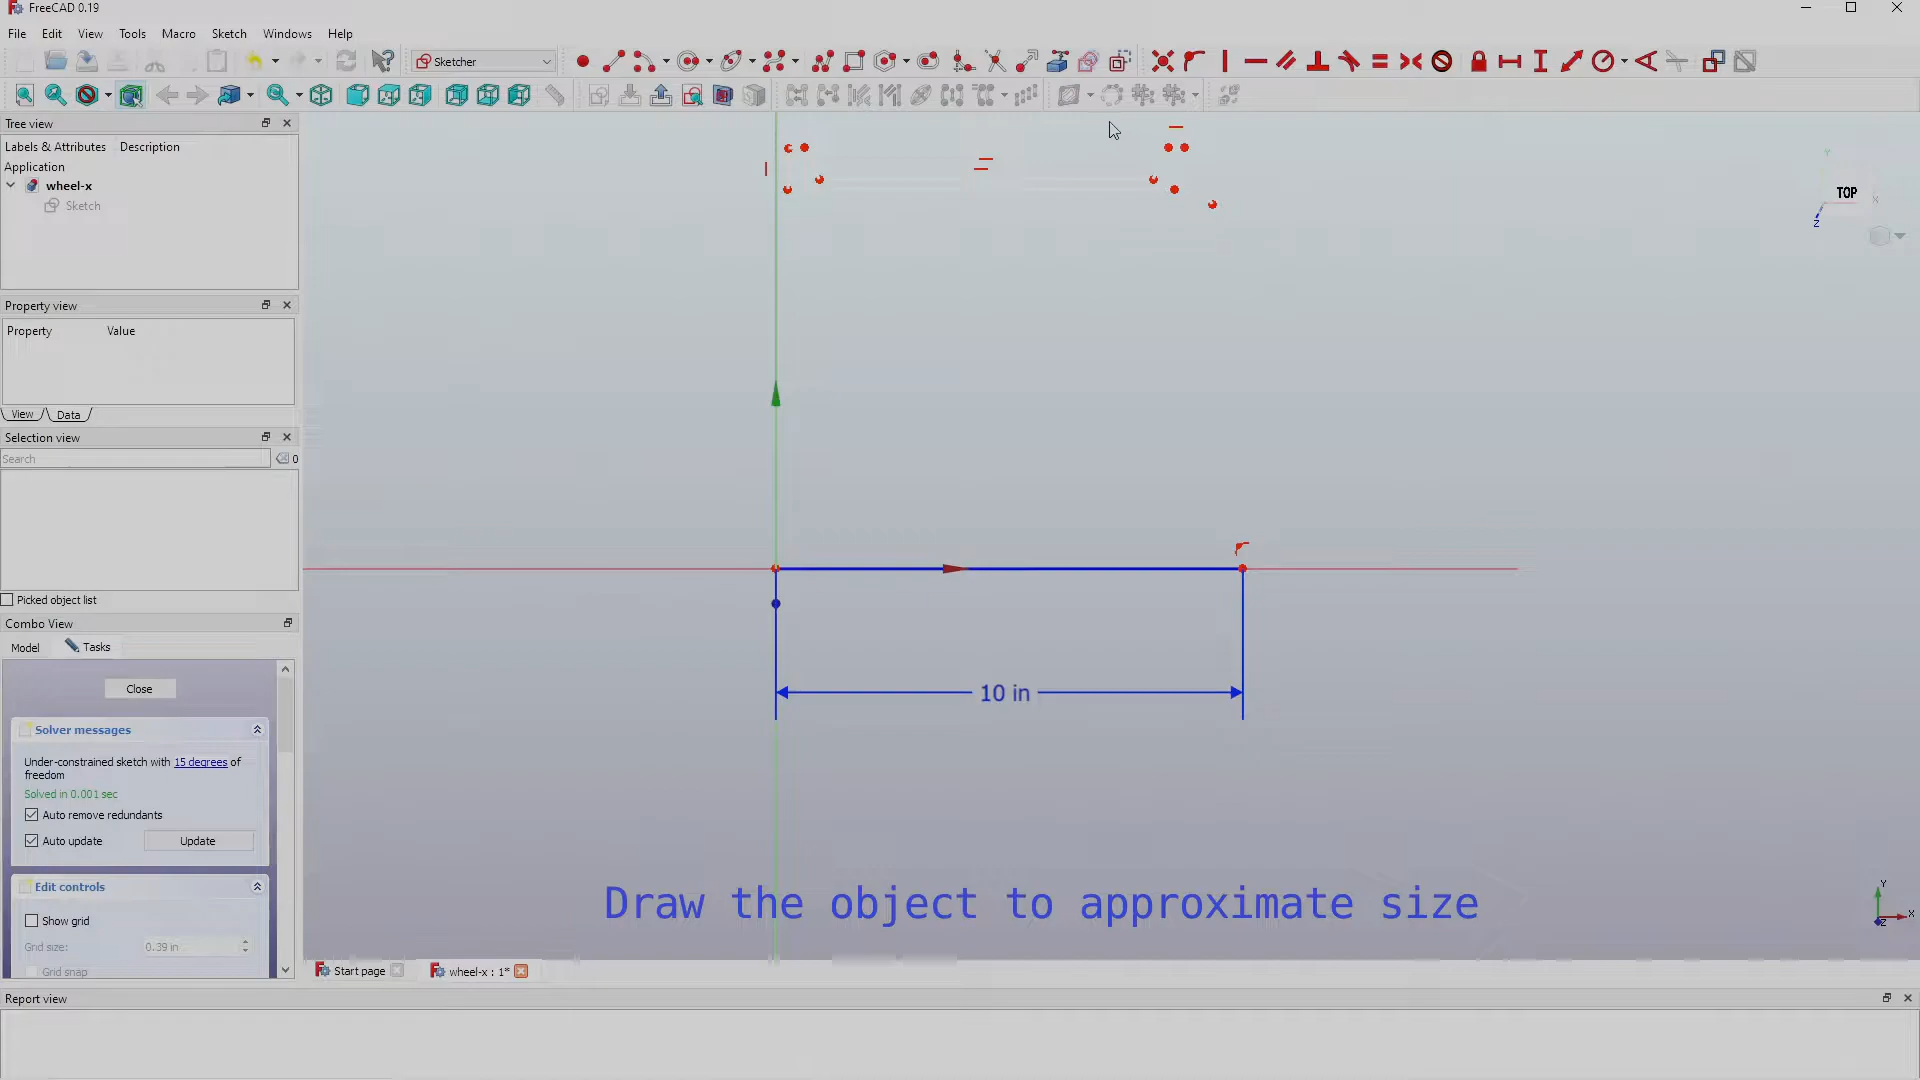 FreeCAD 0.19
File Edit View Tools Macro Sketch Windows Help
Sketcher
Tree view
Labels & Attributes Description
Application
wheel-x
Sketch
Property view
Property Value
View Data
Selection view
Search
0
Picked object list
Combo View
Model Tasks
Close
Solver messages
Under-constrained sketch with 15 degrees of
freedom
Solved in 0.001 sec
Auto remove redundants
Auto update Update
Edit controls
Show grid
Grid size: 0.39 in
Grid snap
Y
TOP
X
Z
10 in
Draw the object to approximate size
Y
X
Z
Start page
wheel-x : 1*
Report view